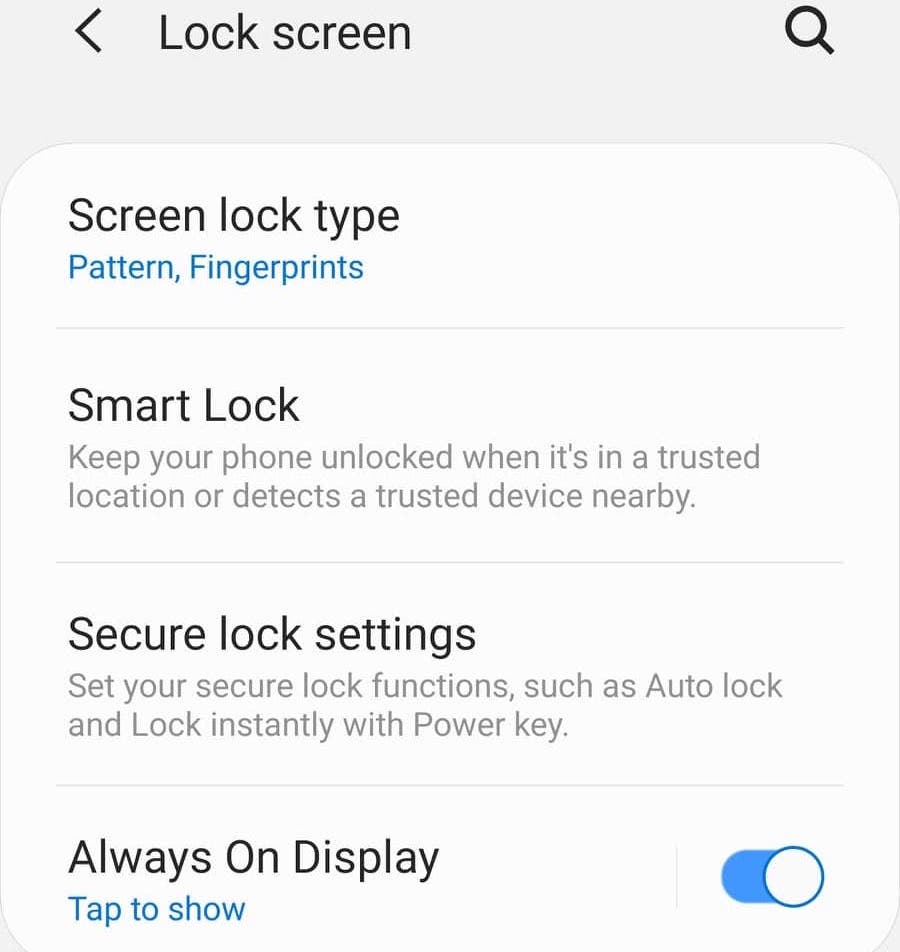 Lock screen
Screen lock type
Pattern, Fingerprints
Smart Lock
Keep your phone unlocked when it's in a trusted
location or detects a trusted device nearby.
Secure lock settings
Set your secure lock functions, such as Auto lock
and Lock instantly with Power key.
Always On Display
Tap to show